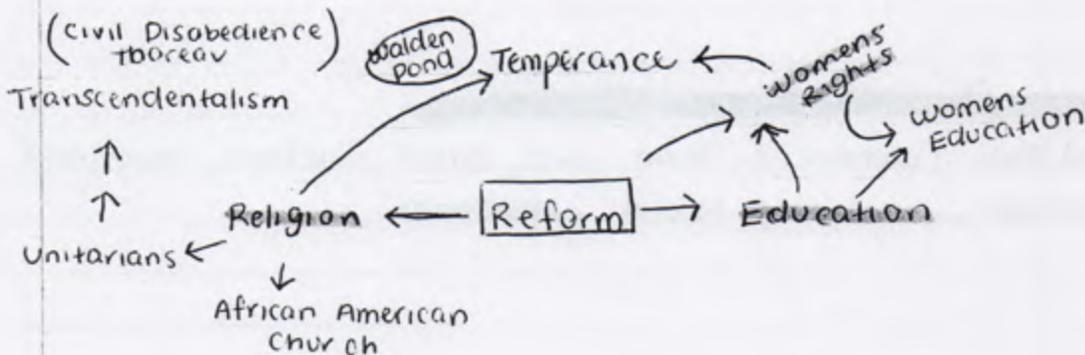 (Civil Disobedience
Thoreau)
Walden
Pond
Temperance
Womens
Rights
Transcendentalism
Womens
Education
Religion
Reform
Education
Unitarians
African American
Church